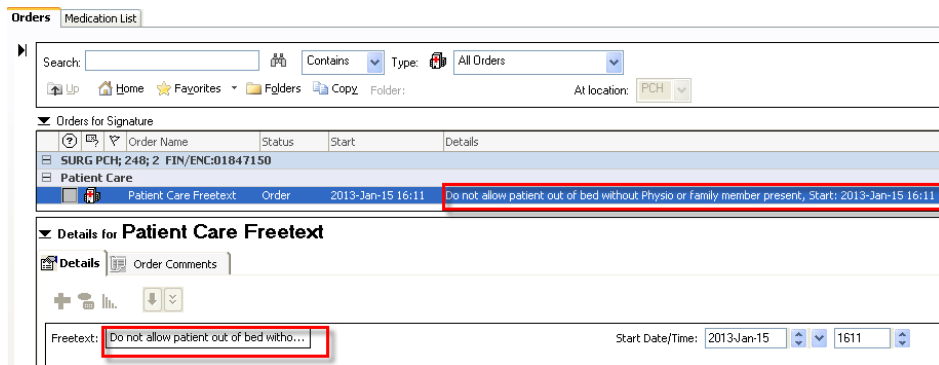 Orders Medication List
Search: Contains Type: All Orders
Up Home Favorites Folders Copy Folder: At location: PCH
Orders for Signature
Order Name Status Start Details
SURG PCH; 248; 2 FIN/ENC:01847150
Patient Care
Patient Care Freetext Order 2013-Jan-15 16:11 Do not allow patient out of bed without Physio or family member present, Start: 2013-Jan-15 16:11
Details for Patient Care Freetext
Details Order Comments
Freetext: Do not allow patient out of bed witho... Start Date/Time: 2013-Jan-15 1611